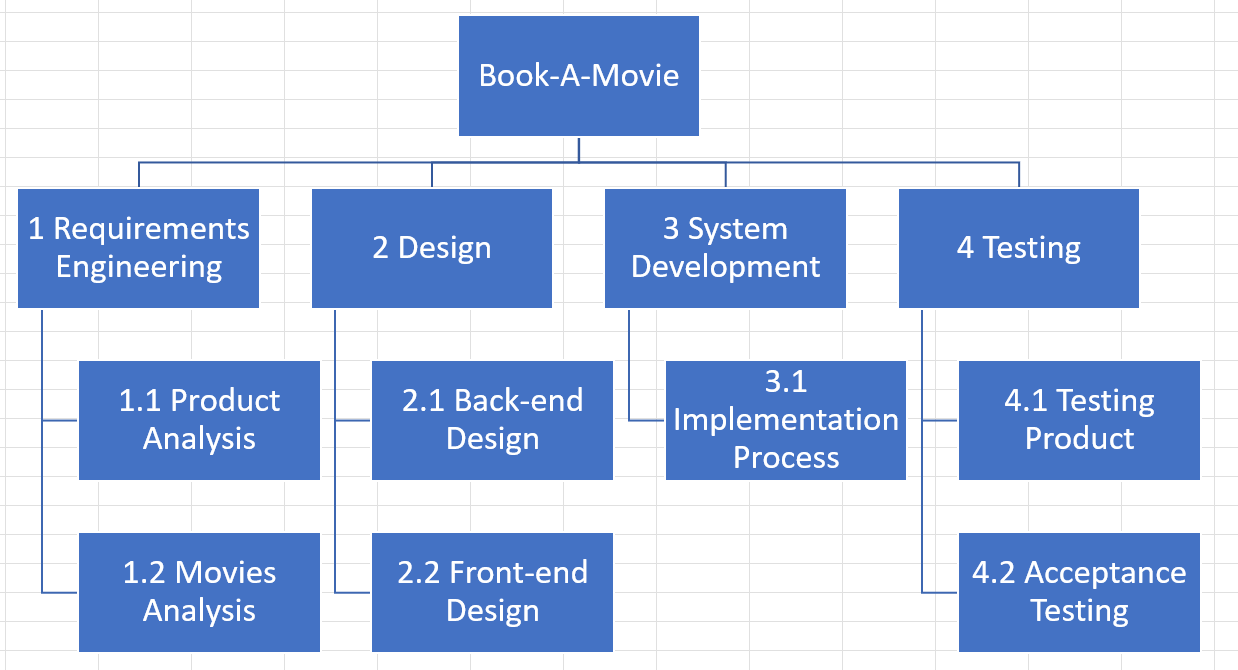 Book-A-Movie
1 Requirements
Engineering
2 Design
3 System
Development
4 Testing
1.1 Product
Analysis
2.1 Back-end
Design
3.1
Implementation
Process
4.1 Testing
Product
1.2 Movies
Analysis
2.2 Front-end
Design
4.2 Acceptance
Testing